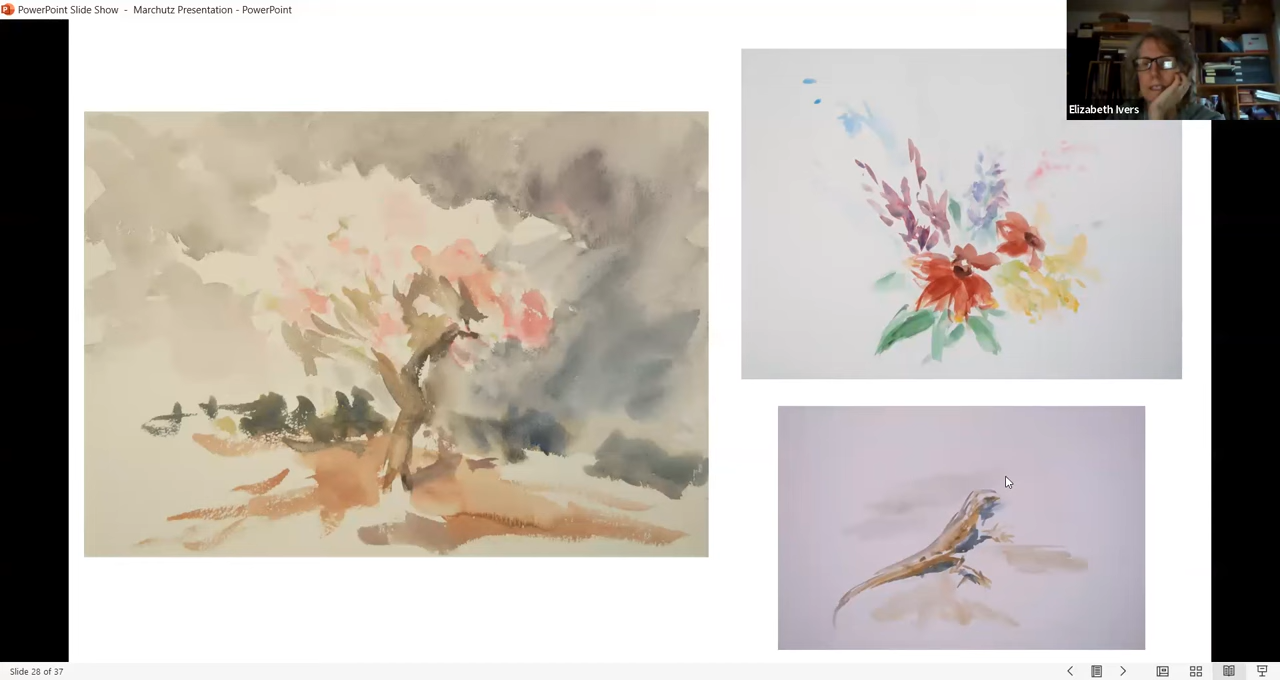 PowerPoint Slide Show - Marchutz Presentation - PowerPoint
Elizabeth Ivers
Slide 28 of 37